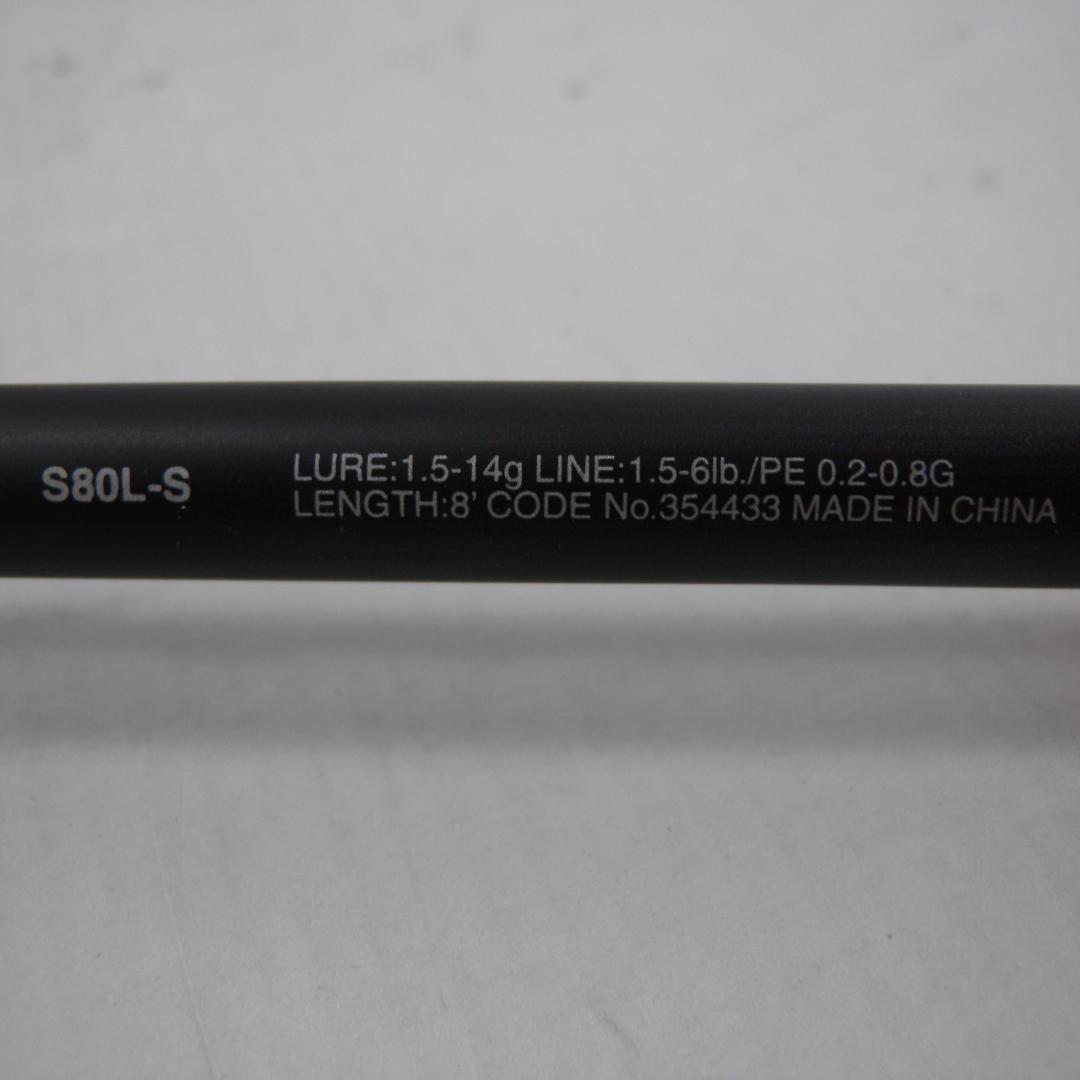 S80L-S
LURE:1.5-14g LINE:1.5-6lb./PE 0.2-0.8G
LENGTH:8' CODE No.354433 MADE IN CHINA